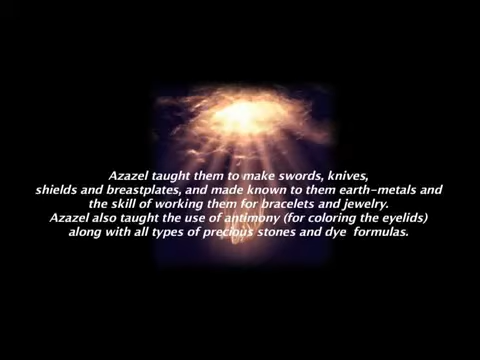 Azazel taught them to make swords, knives,
shields and breastplates, and made known to them earth-metals and
the skill of working them for bracelets and jewelry.
Azazel also taught the use of antimony (for coloring the eyelids)
along with all types of precious stones and dye formulas.